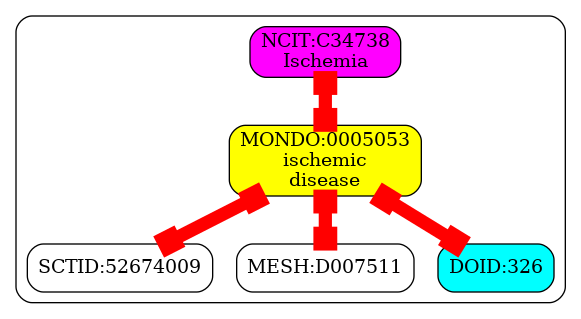 NCIT:C34738
Ischemia
MONDO:0005053
ischemic
disease
SCTID:52674009
MESH:D007511
DOID:326